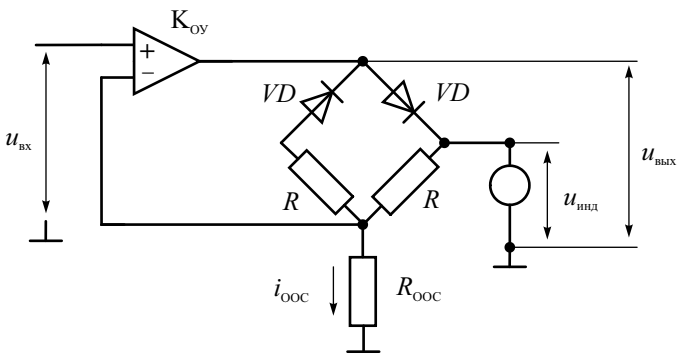 K_ОУ
+
−
VD
VD
u_вх
u_вых
u_инд
R
R
i_ООС
R_ООС